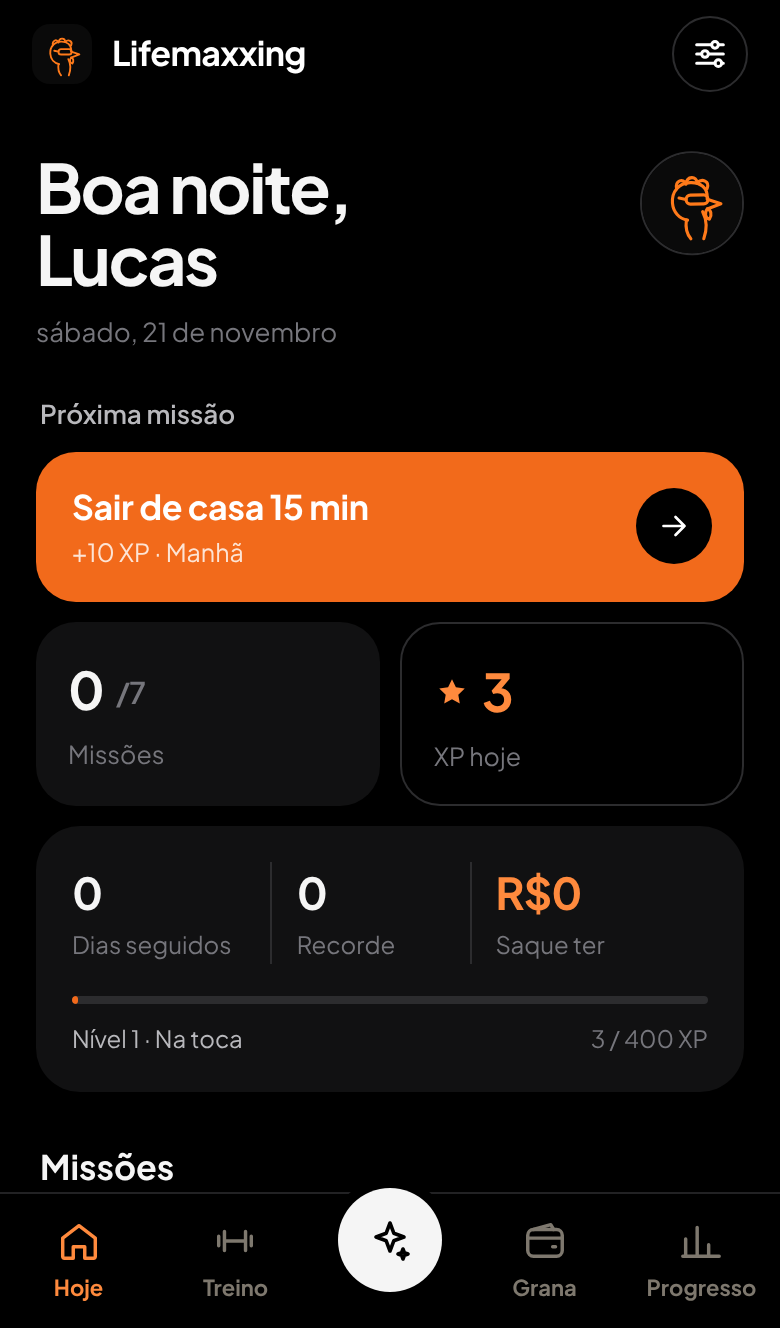 Lifemaxxing
Boa noite,
Lucas
sábado, 21 de novembro
Próxima missão
Sair de casa 15 min
+10 XP · Manhã
0 /7
Missões
3
XP hoje
0
Dias seguidos
0
Recorde
R$0
Saque ter
Nível 1 · Na toca
3 / 400 XP
Missões
Hoje
Treino
Grana
Progresso